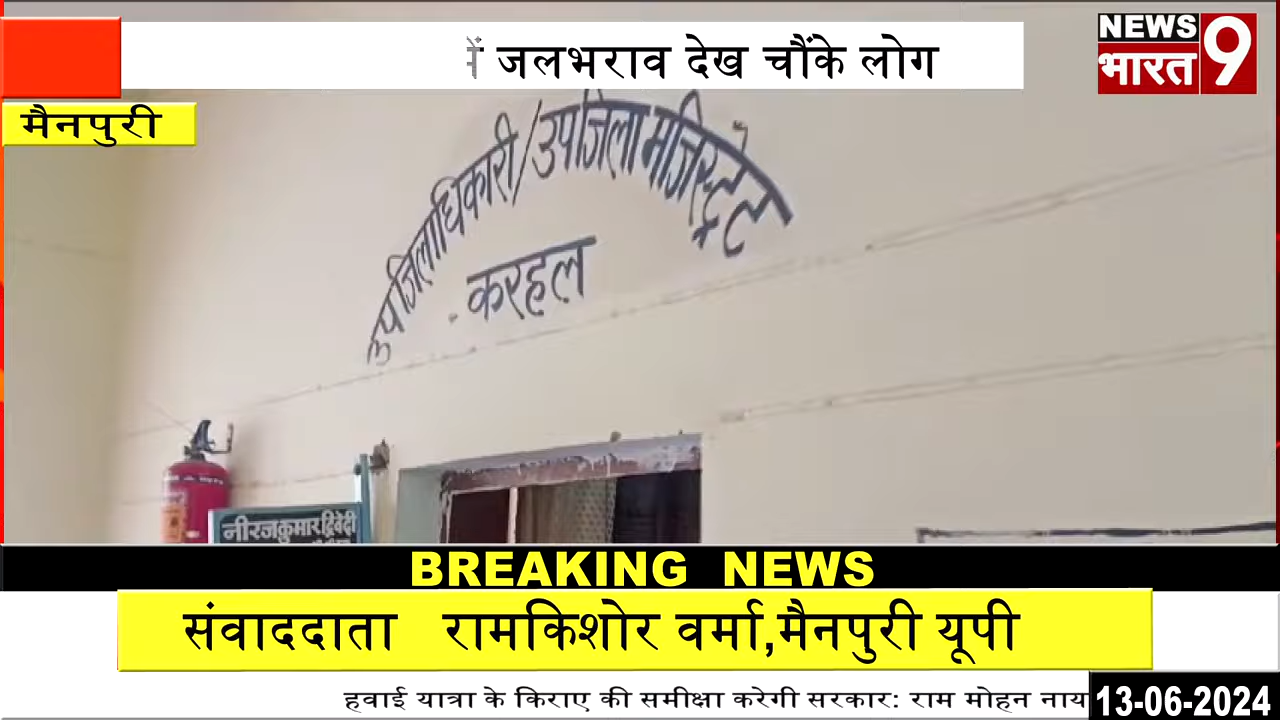 में जलभराव देख चौंके लोग
NEWS
भारत 9
मैनपुरी
उपजिलाधिकारी/उपजिला मजिस्ट्रेट
करहल
नीरजकुमार द्विवेदी
BREAKING NEWS
संवाददाता रामकिशोर वर्मा,मैनपुरी यूपी
हवाई यात्रा के किराए की समीक्षा करेगी सरकार: राम मोहन नाय
13-06-2024